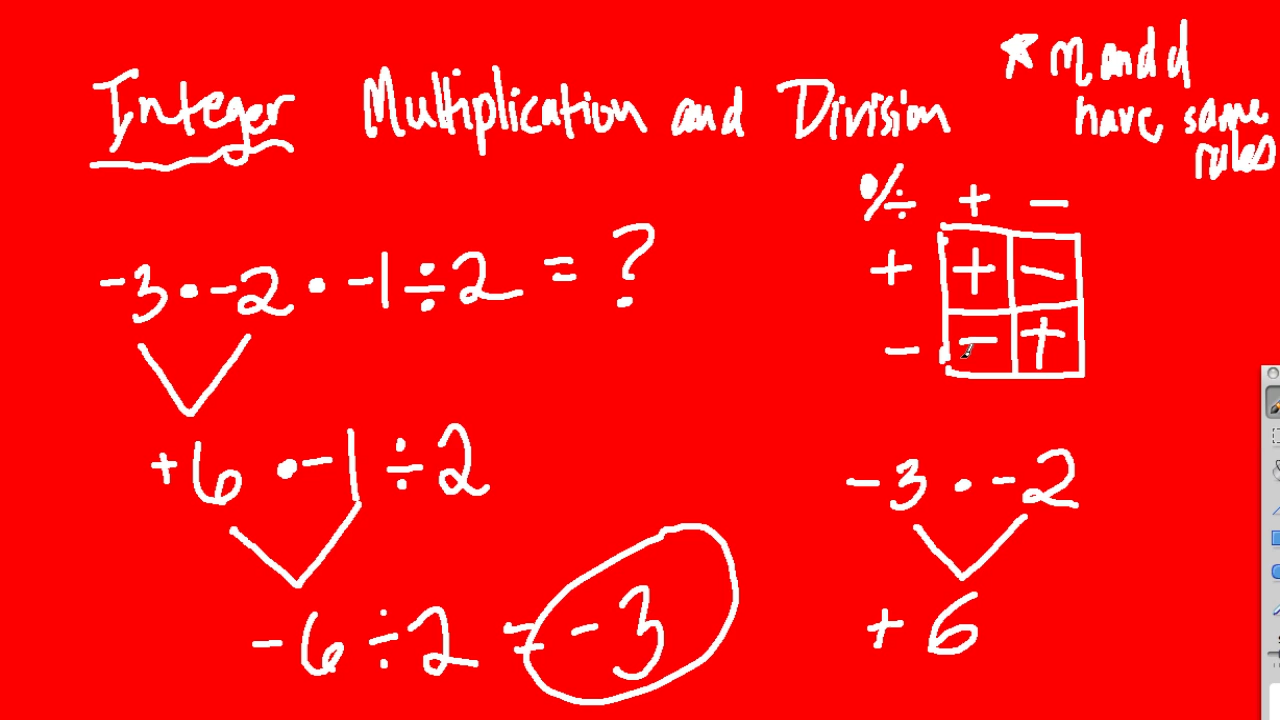 Integer Multiplication and Division
* m and d
have same
rules
-3 • -2 • -1 ÷ 2 = ?
•/÷ + -
+ + -
- - +
+6 • -1 ÷ 2
-6 ÷ 2 = -3
-3 • -2
+6